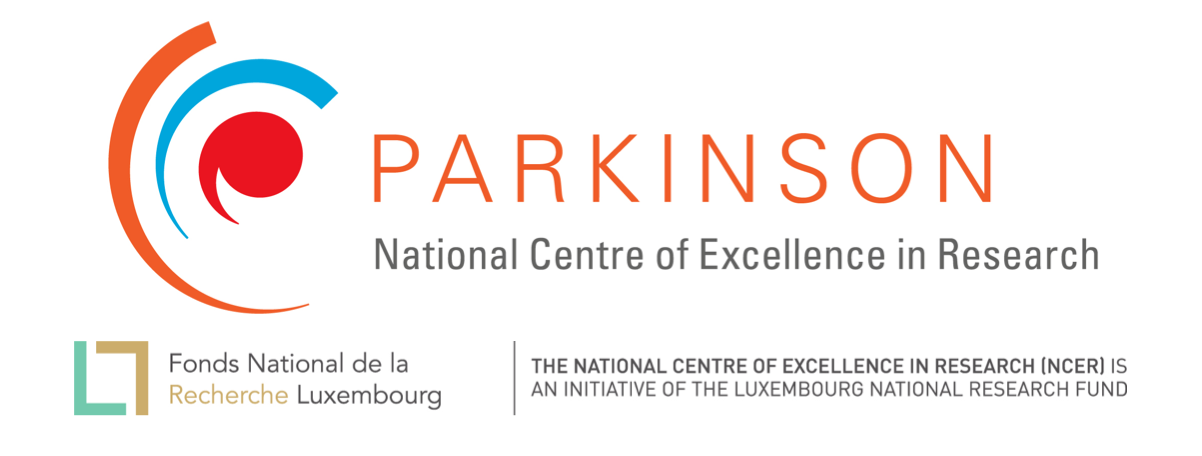 PARKINSON
National Centre of Excellence in Research
Fonds National de la
Recherche Luxembourg
THE NATIONAL CENTRE OF EXCELLENCE IN RESEARCH (NCER) IS
AN INITIATIVE OF THE LUXEMBOURG NATIONAL RESEARCH FUND